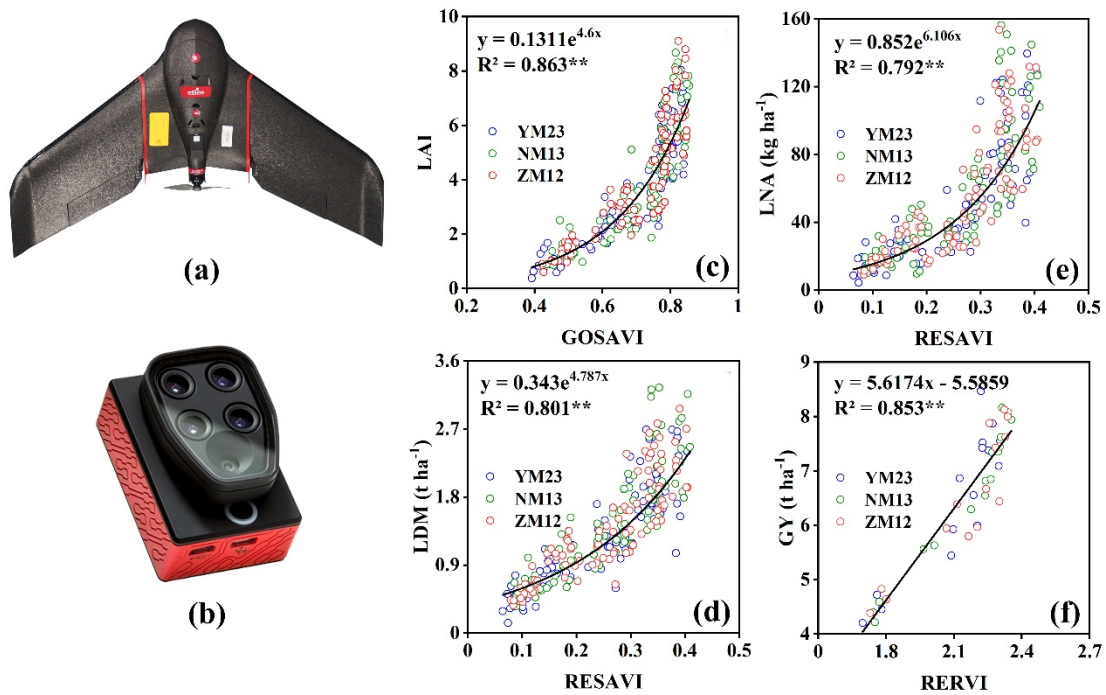 (a)
eBee
(b)
y = 0.1311e^4.6x
R² = 0.863**
YM23
NM13
ZM12
(c)
LAI
10
8
6
4
2
0
0.2
0.4
0.6
0.8
1
GOSAVI
y = 0.343e^4.787x
R² = 0.801**
YM23
NM13
ZM12
(d)
LDM (t ha⁻¹)
3.6
2.7
1.8
0.9
0
0
0.1
0.2
0.3
0.4
0.5
RESAVI
y = 0.852e^6.106x
R² = 0.792**
YM23
NM13
ZM12
(e)
LNA (kg ha⁻¹)
160
120
80
40
0
0
0.1
0.2
0.3
0.4
0.5
RESAVI
y = 5.6174x - 5.5859
R² = 0.853**
YM23
NM13
ZM12
(f)
GY (t ha⁻¹)
9
8
7
6
5
4
0
1.8
2.1
2.4
2.7
RERVI